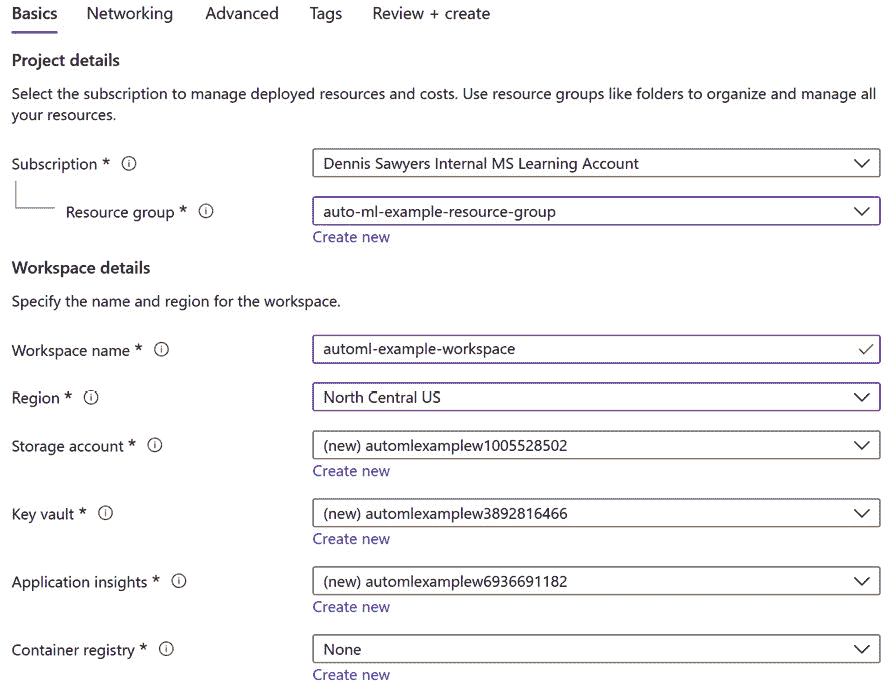 Basics Networking Advanced Tags Review + create
Project details
Select the subscription to manage deployed resources and costs. Use resource groups like folders to organize and manage all
your resources.
Subscription * Dennis Sawyers Internal MS Learning Account
Resource group * auto-ml-example-resource-group
Create new
Workspace details
Specify the name and region for the workspace.
Workspace name * automl-example-workspace
Region * North Central US
Storage account * (new) automlexamplew1005528502
Create new
Key vault * (new) automlexamplew3892816466
Create new
Application insights * (new) automlexamplew6936691182
Create new
Container registry * None
Create new